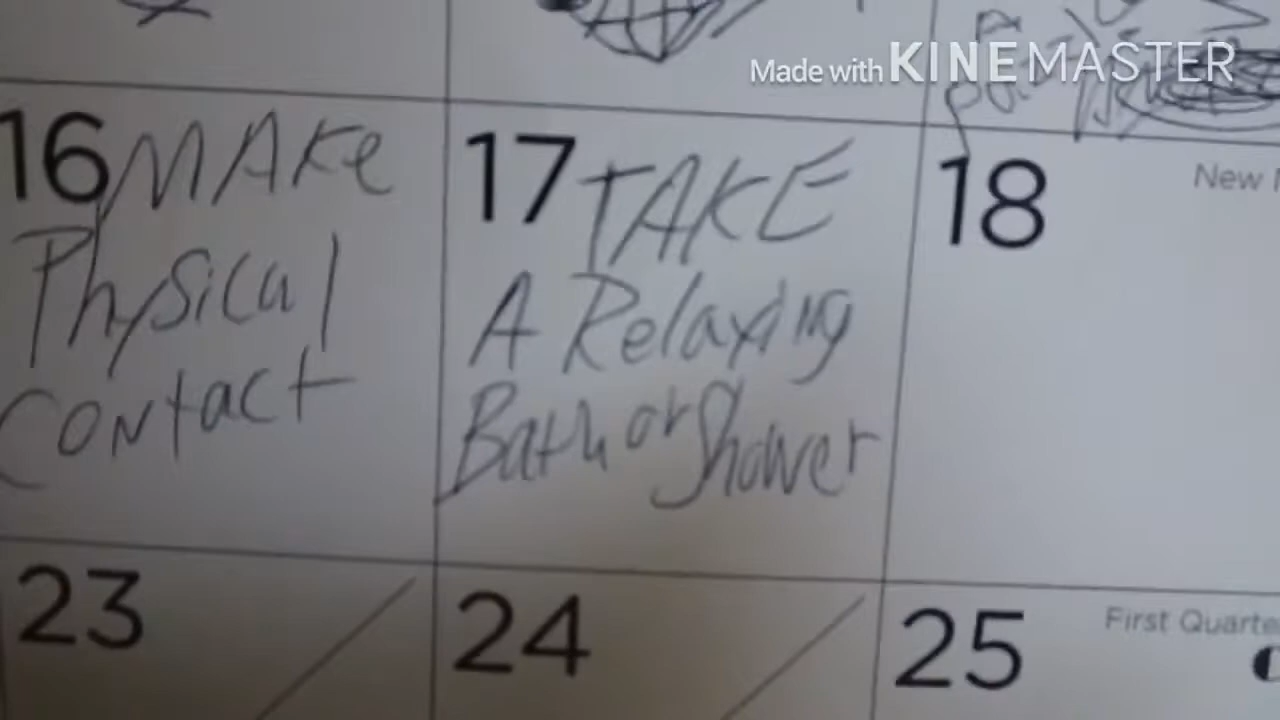 Made with KINEMASTER
16 MAKe
Physical
Contact
17 TAKE
A Relaxing
Bath or Shower
18
New
23
24
25
First Quarte